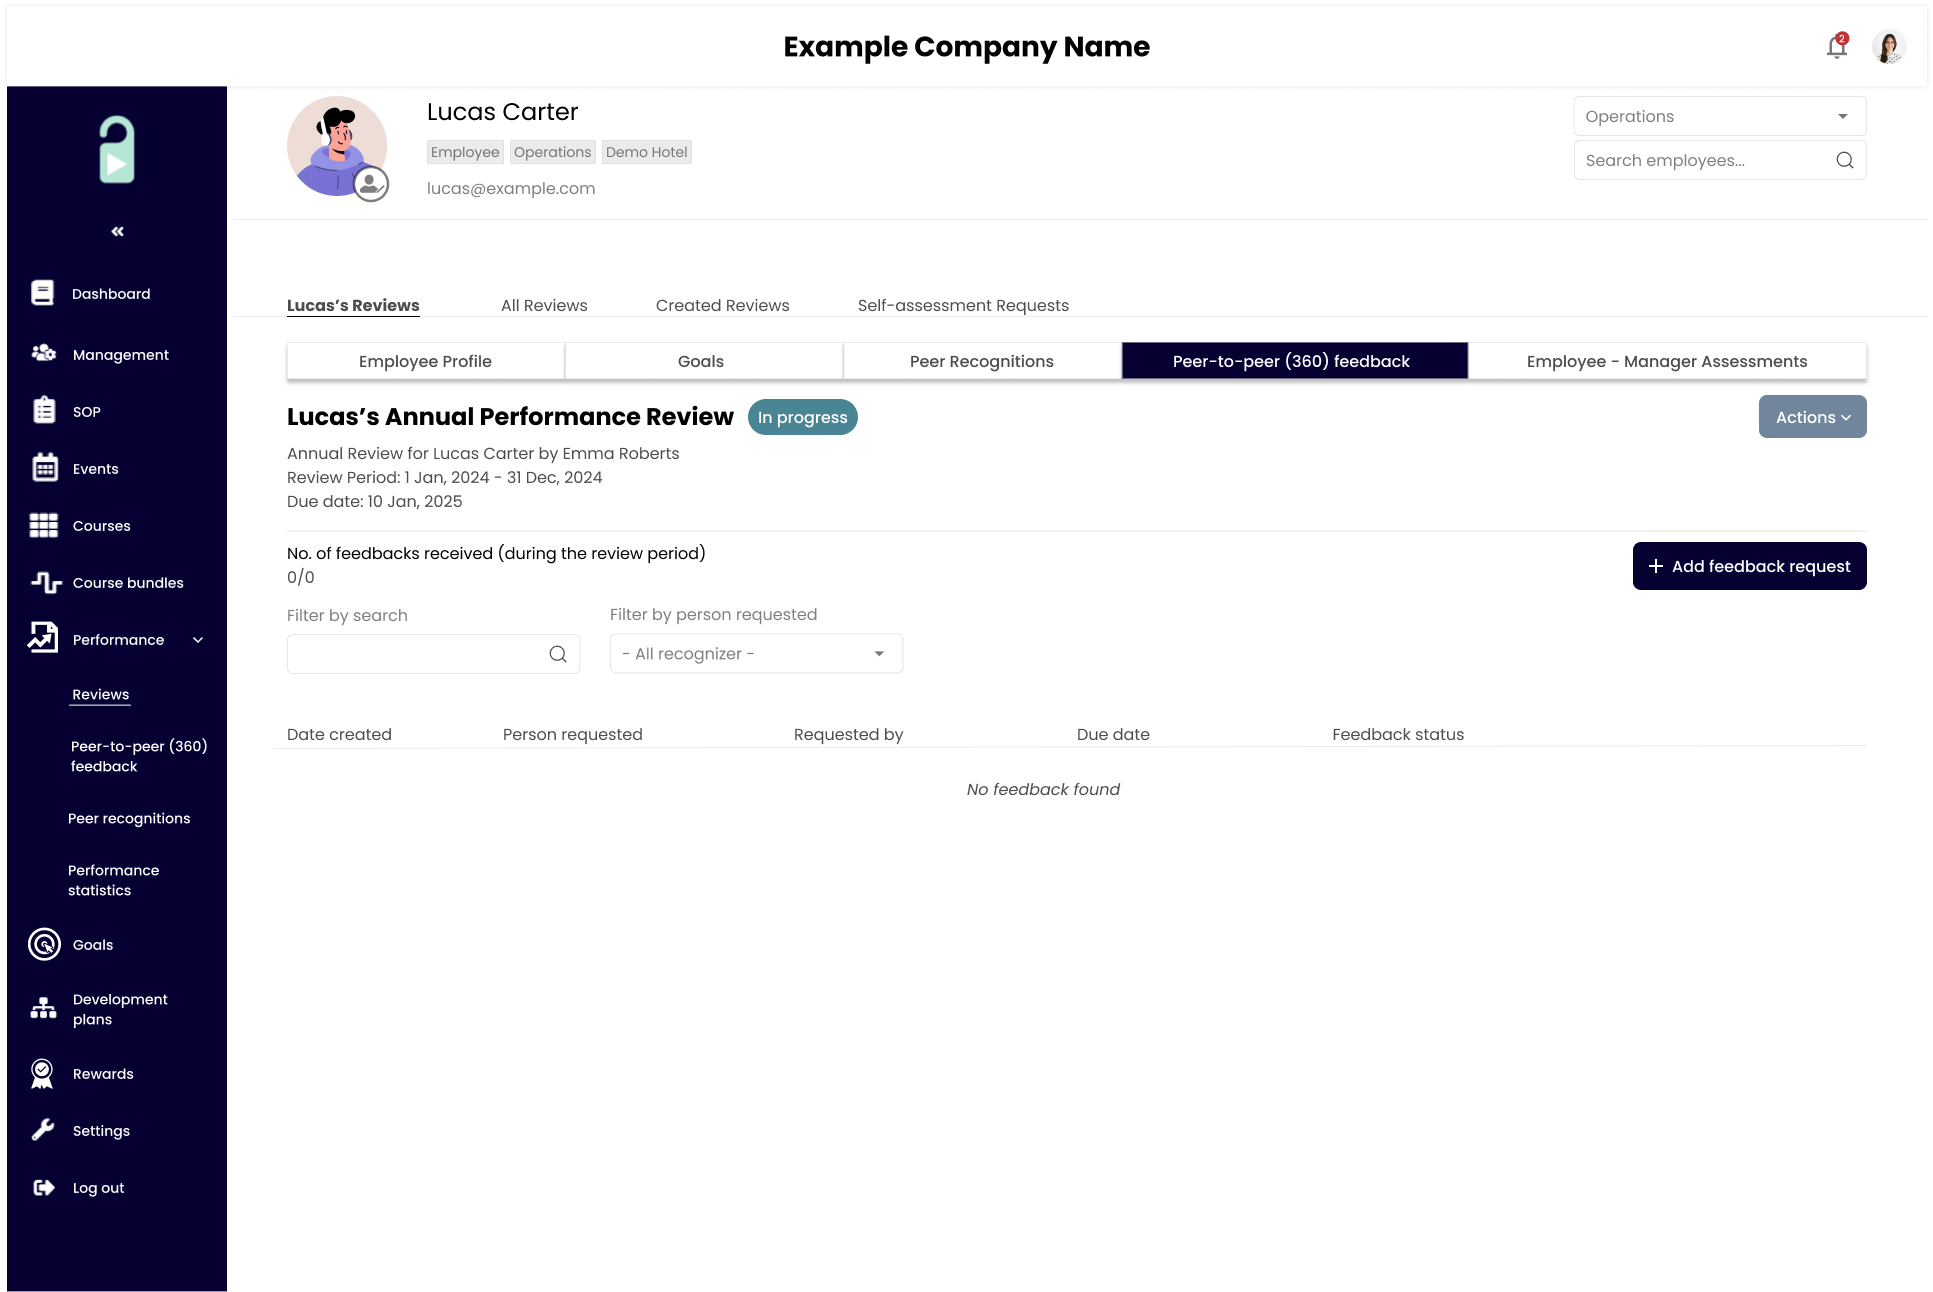 Example Company Name
2
Lucas Carter
Employee Operations Demo Hotel
lucas@example.com
Operations
Search employees...
Dashboard
Management
SOP
Events
Courses
Course bundles
Performance
Reviews
Peer-to-peer (360)
feedback
Peer recognitions
Performance
statistics
Goals
Development
plans
Rewards
Settings
Log out
Lucas’s Reviews All Reviews Created Reviews Self-assessment Requests
Employee Profile Goals Peer Recognitions Peer-to-peer (360) feedback Employee - Manager Assessments
Lucas’s Annual Performance Review In progress
Actions
Annual Review for Lucas Carter by Emma Roberts
Review Period: 1 Jan, 2024 - 31 Dec, 2024
Due date: 10 Jan, 2025
No. of feedbacks received (during the review period)
0/0
+ Add feedback request
Filter by search Filter by person requested
- All recognizer -
Date created Person requested Requested by Due date Feedback status
No feedback found